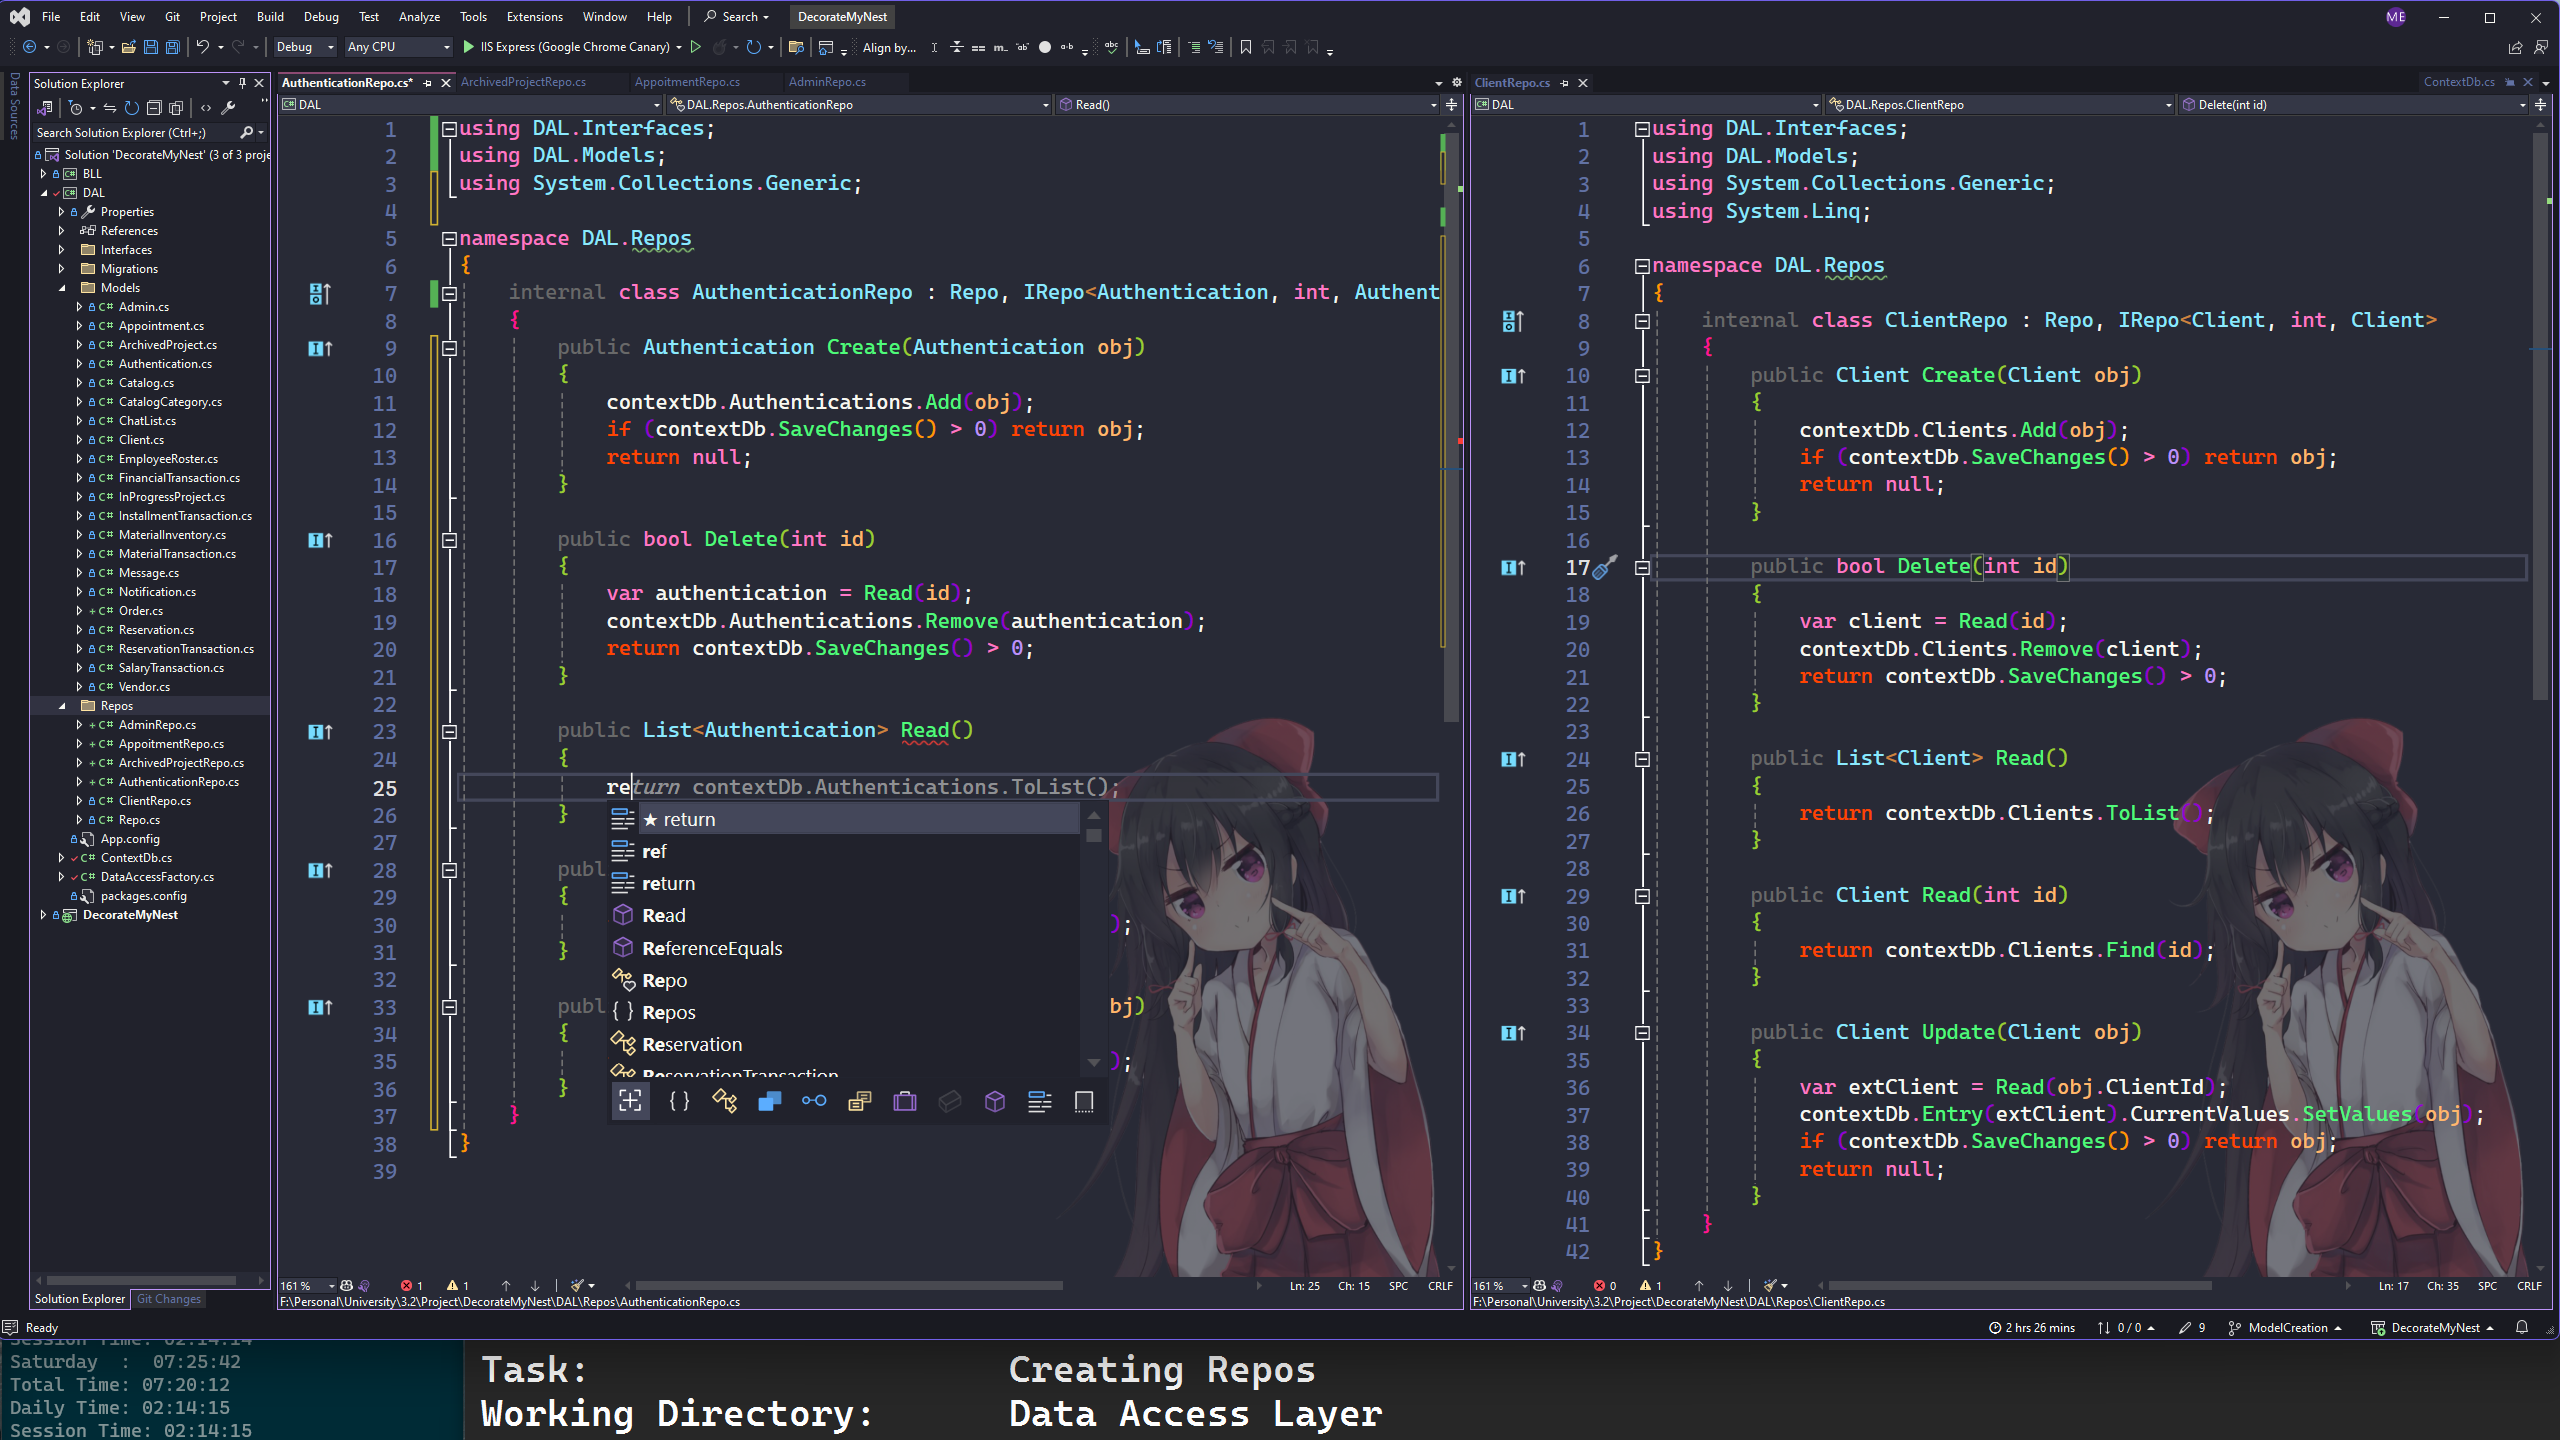 File Edit View Git Project Build Debug Test Analyze Tools Extensions Window Help Search DecorateMyNest ME
Debug Any CPU IIS Express (Google Chrome Canary) Align by...
Data Sources
Solution Explorer
Search Solution Explorer (Ctrl+;)
Solution 'DecorateMyNest' (3 of 3 proje
BLL
DAL
Properties
References
Interfaces
Migrations
Models
Admin.cs
Appointment.cs
ArchivedProject.cs
Authentication.cs
Catalog.cs
CatalogCategory.cs
ChatList.cs
Client.cs
EmployeeRoster.cs
FinancialTransaction.cs
InProgressProject.cs
InstallmentTransaction.cs
MaterialInventory.cs
MaterialTransaction.cs
Message.cs
Notification.cs
Order.cs
Reservation.cs
ReservationTransaction.cs
SalaryTransaction.cs
Vendor.cs
Repos
AdminRepo.cs
AppoitmentRepo.cs
ArchivedProjectRepo.cs
AuthenticationRepo.cs
ClientRepo.cs
Repo.cs
App.config
ContextDb.cs
DataAccessFactory.cs
packages.config
DecorateMyNest
Solution Explorer Git Changes
AuthenticationRepo.cs* ArchivedProjectRepo.cs AppoitmentRepo.cs AdminRepo.cs
DAL DAL.Repos.AuthenticationRepo Read()
1 using DAL.Interfaces;
2 using DAL.Models;
3 using System.Collections.Generic;
4
5 namespace DAL.Repos
6 {
7 internal class AuthenticationRepo : Repo, IRepo<Authentication, int, Authent
8 {
9 public Authentication Create(Authentication obj)
10 {
11 contextDb.Authentications.Add(obj);
12 if (contextDb.SaveChanges() > 0) return obj;
13 return null;
14 }
15
16 public bool Delete(int id)
17 {
18 var authentication = Read(id);
19 contextDb.Authentications.Remove(authentication);
20 return contextDb.SaveChanges() > 0;
21 }
22
23 public List<Authentication> Read()
24 {
25 return contextDb.Authentications.ToList();
26 }
27
28 publ
29 {
30 );
31 }
32
33 publ bj)
34 {
35 );
36 }
37 }
38 }
39
★ return
ref
return
Read
ReferenceEquals
Repo
Repos
Reservation
ReservationTransaction
161 % 1 1 Ln: 25 Ch: 15 SPC CRLF
F:\Personal\University\3.2\Project\DecorateMyNest\DAL\Repos\AuthenticationRepo.cs
ClientRepo.cs ContextDb.cs
DAL DAL.Repos.ClientRepo Delete(int id)
1 using DAL.Interfaces;
2 using DAL.Models;
3 using System.Collections.Generic;
4 using System.Linq;
5
6 namespace DAL.Repos
7 {
8 internal class ClientRepo : Repo, IRepo<Client, int, Client>
9 {
10 public Client Create(Client obj)
11 {
12 contextDb.Clients.Add(obj);
13 if (contextDb.SaveChanges() > 0) return obj;
14 return null;
15 }
16
17 public bool Delete(int id)
18 {
19 var client = Read(id);
20 contextDb.Clients.Remove(client);
21 return contextDb.SaveChanges() > 0;
22 }
23
24 public List<Client> Read()
25 {
26 return contextDb.Clients.ToList();
27 }
28
29 public Client Read(int id)
30 {
31 return contextDb.Clients.Find(id);
32 }
33
34 public Client Update(Client obj)
35 {
36 var extClient = Read(obj.ClientId);
37 contextDb.Entry(extClient).CurrentValues.SetValues(obj);
38 if (contextDb.SaveChanges() > 0) return obj;
39 return null;
40 }
41 }
42 }
161 % 0 1 Ln: 17 Ch: 35 SPC CRLF
F:\Personal\University\3.2\Project\DecorateMyNest\DAL\Repos\ClientRepo.cs
Ready 2 hrs 26 mins 0 / 0 9 ModelCreation DecorateMyNest
Session Time: 02:14:14
Saturday : 07:25:42
Total Time: 07:20:12
Daily Time: 02:14:15
Session Time: 02:14:15
Task: Creating Repos
Working Directory: Data Access Layer